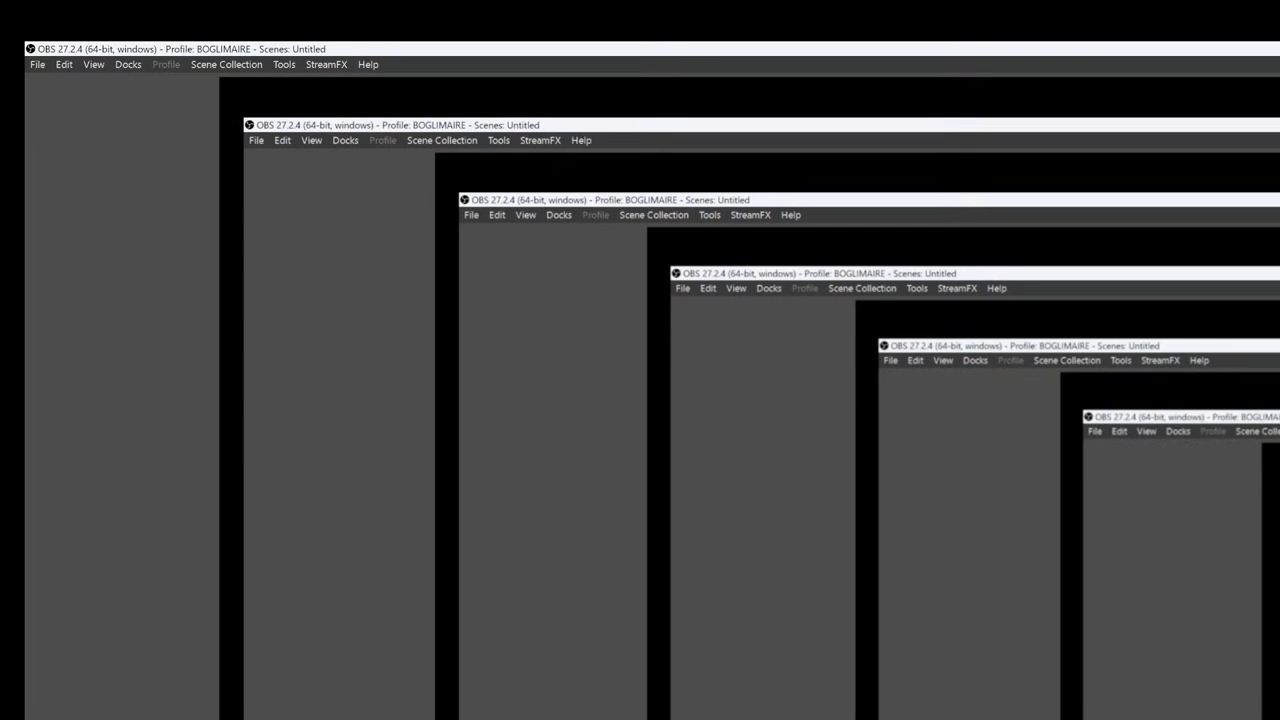 OBS 27.2.4 (64-bit, windows) - Profile: BOGLIMAIRE - Scenes: Untitled
File Edit View Docks Profile Scene Collection Tools StreamFX Help
OBS 27.2.4 (64-bit, windows) - Profile: BOGLIMAIRE - Scenes: Untitled
File Edit View Docks Profile Scene Collection Tools StreamFX Help
OBS 27.2.4 (64-bit, windows) - Profile: BOGLIMAIRE - Scenes: Untitled
File Edit View Docks Profile Scene Collection Tools StreamFX Help
OBS 27.2.4 (64-bit, windows) - Profile: BOGLIMAIRE - Scenes: Untitled
File Edit View Docks Profile Scene Collection Tools StreamFX Help
OBS 27.2.4 (64-bit, windows) - Profile: BOGLIMAIRE - Scenes: Untitled
File Edit View Docks Profile Scene Collection Tools StreamFX Help
OBS 27.2.4 (64-bit, windows) - Profile: BOGLIMA
File Edit View Docks Profile Scene Colle